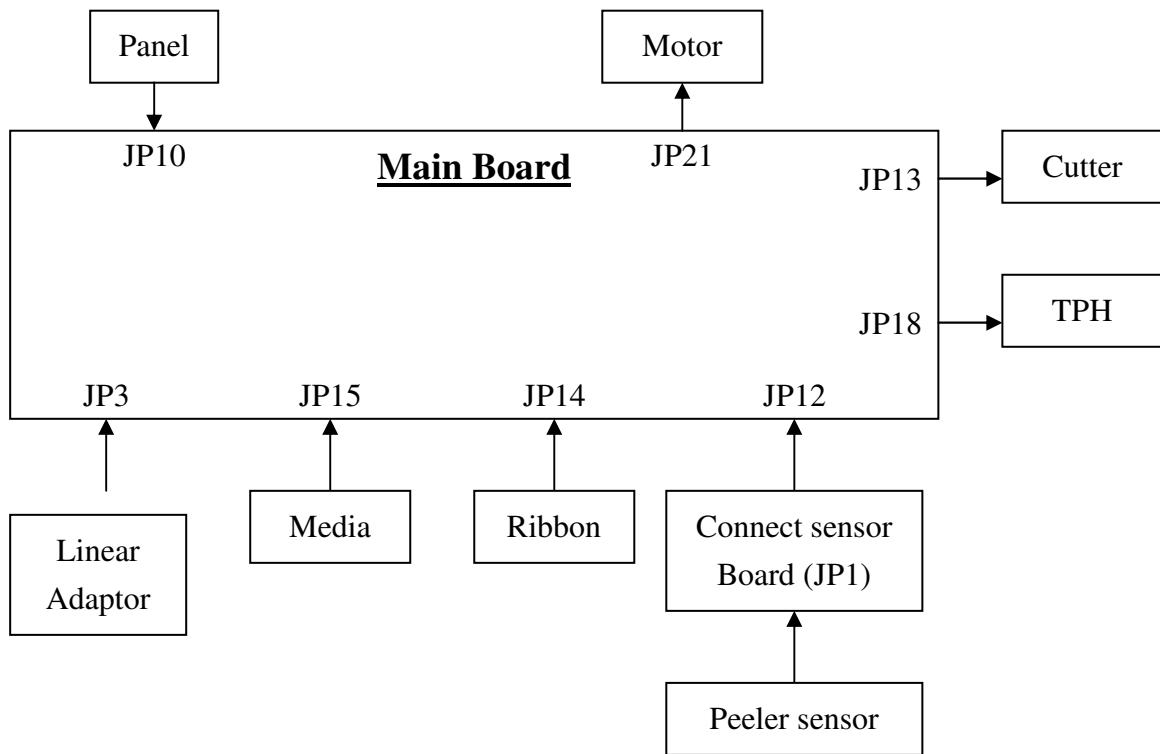 Panel
Motor
JP10
Main Board
JP21
JP13
Cutter
JP18
TPH
JP3
JP15
JP14
JP12
Linear
Adaptor
Media
Ribbon
Connect sensor
Board (JP1)
Peeler sensor